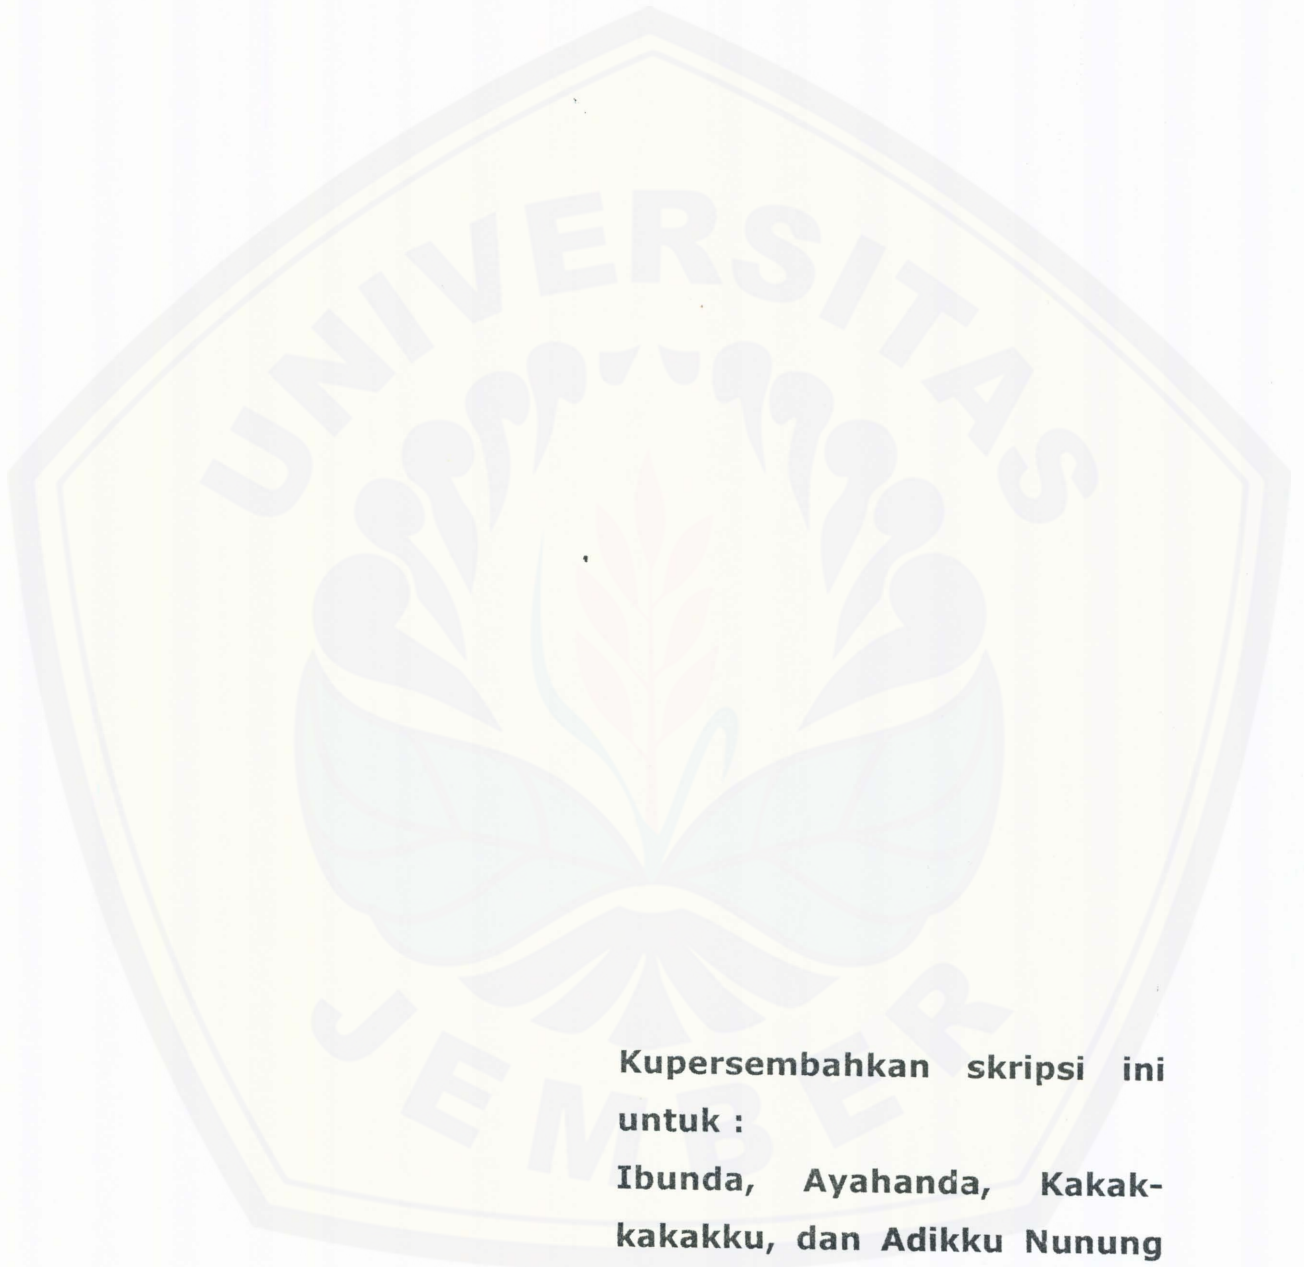 UNIVERSITAS
JEMBER
Kupersembahkan skripsi ini
untuk :
Ibunda, Ayahanda, Kakak-
kakakku, dan Adikku Nunung